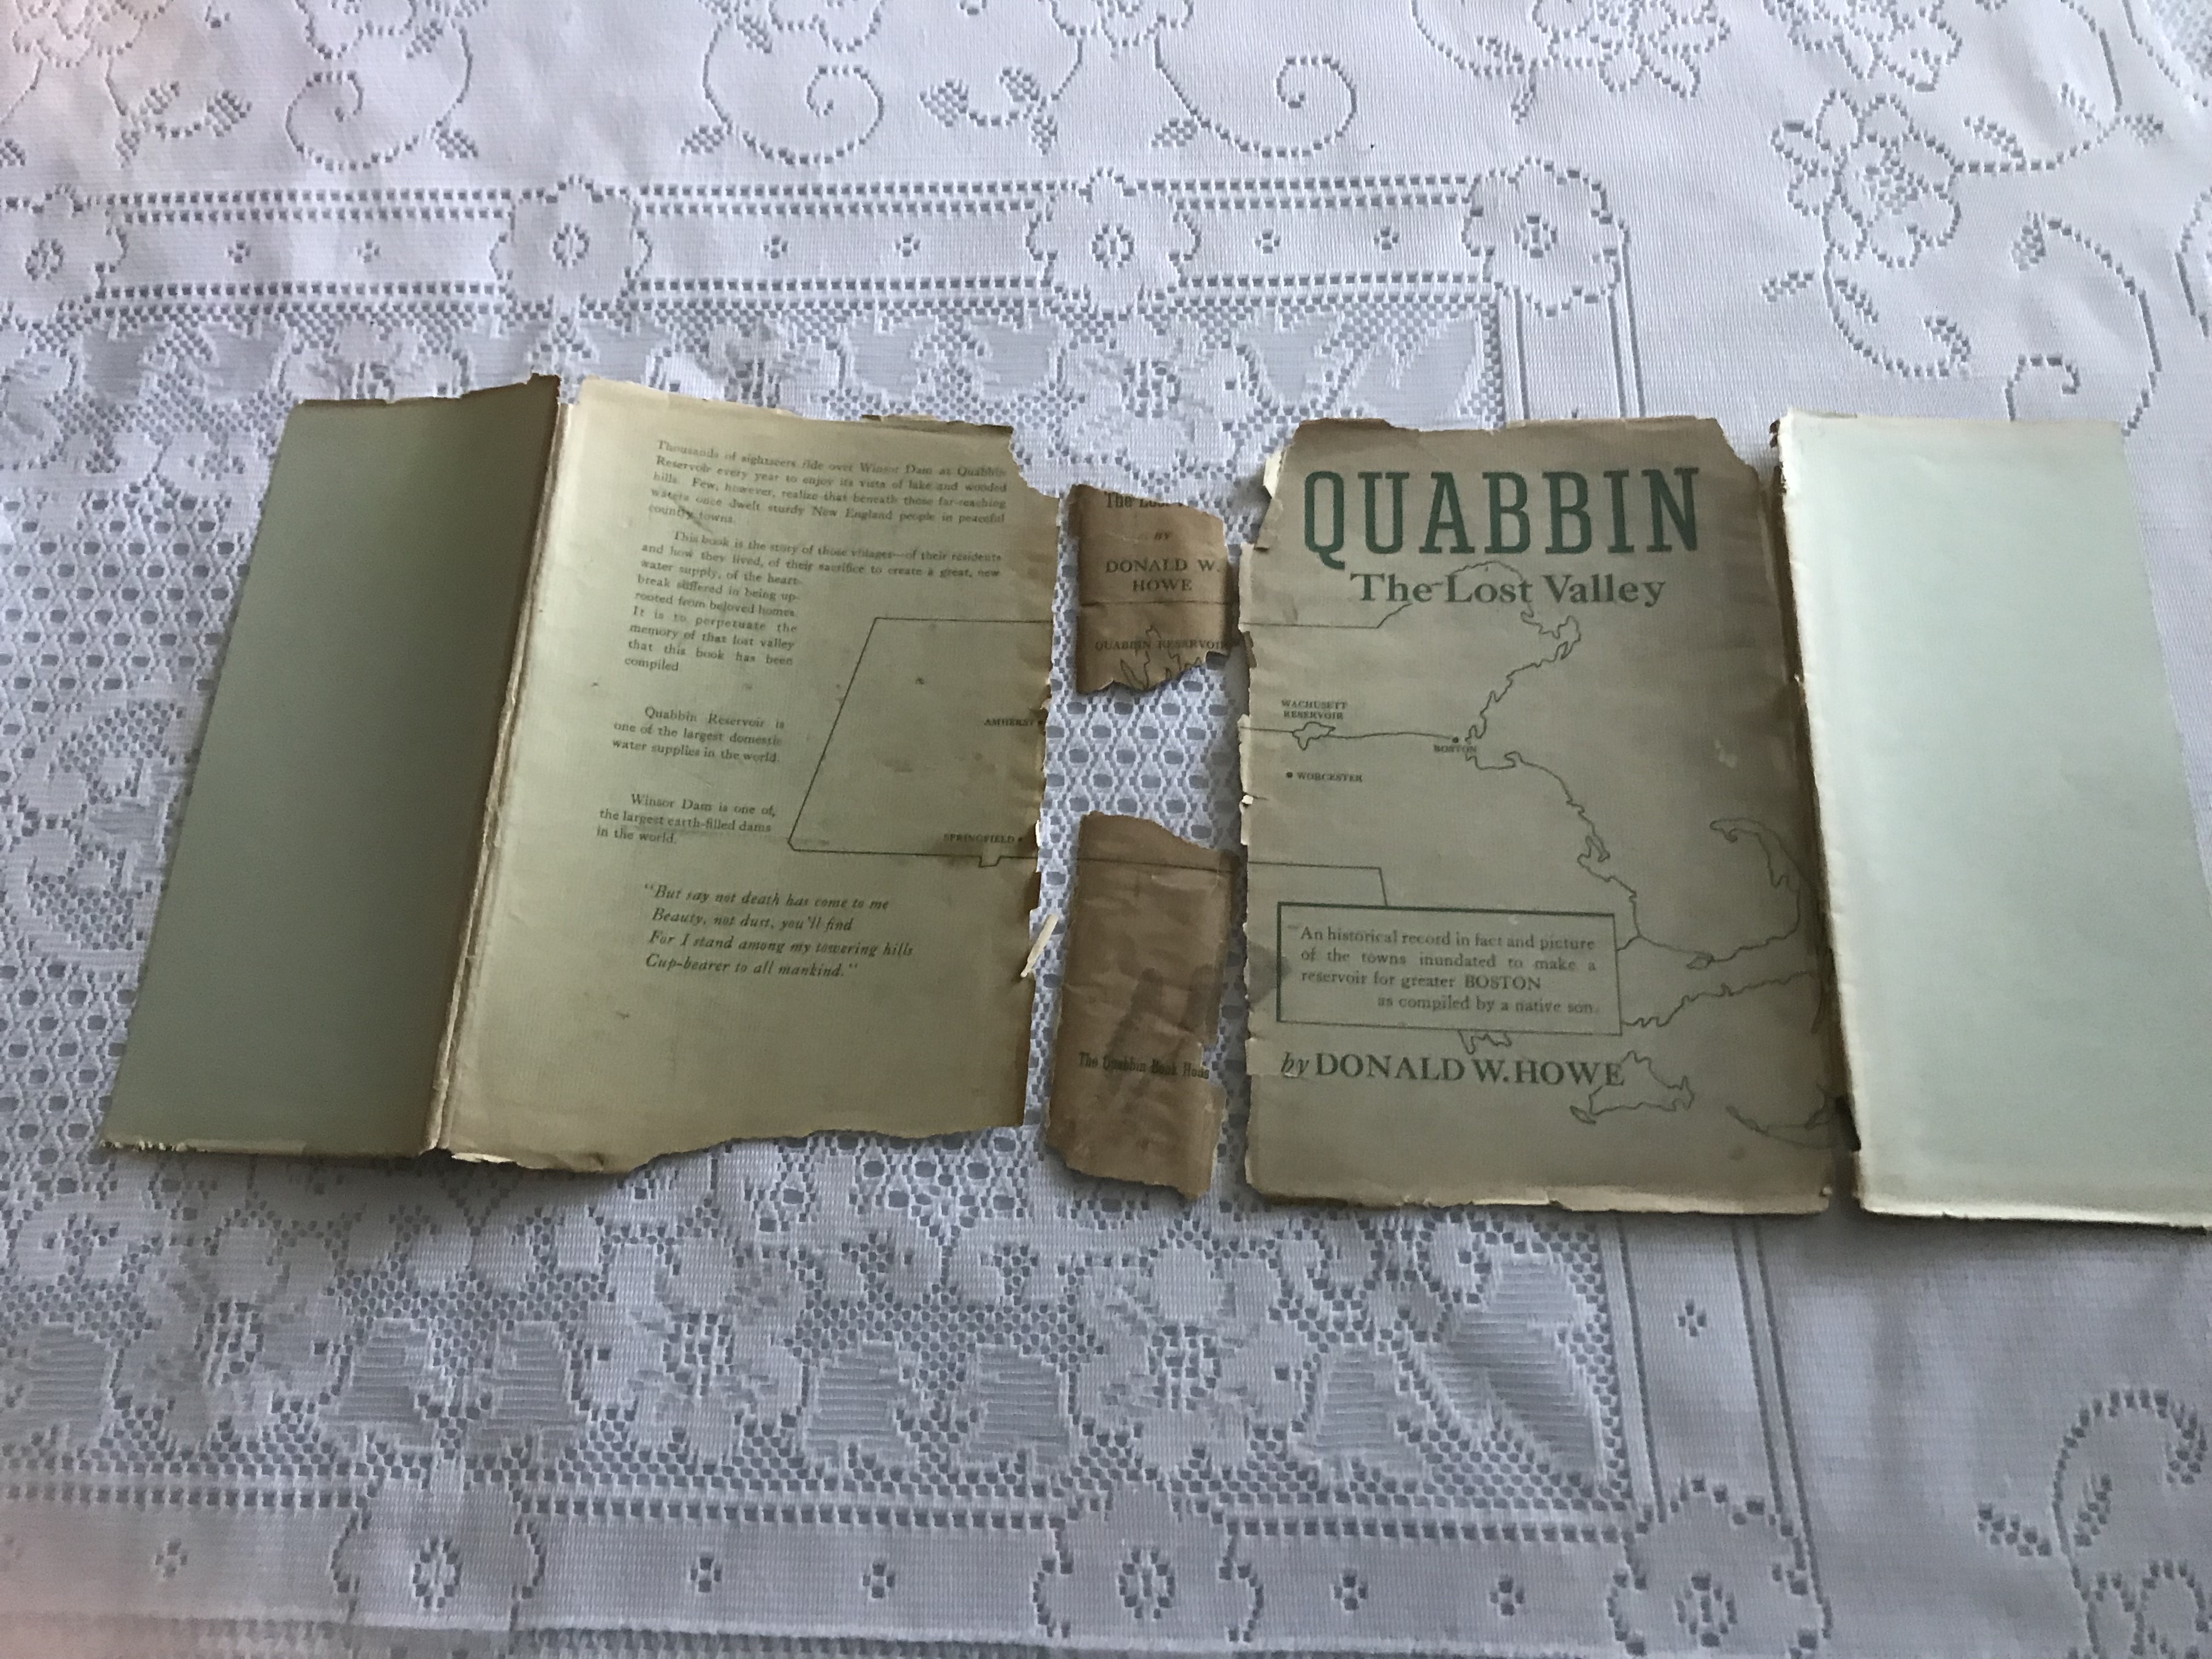 Thousands of sightseers ride over Winsor Dam at Quabbin
Reservoir every year to enjoy its vista of lake and wooded
hills. Few, however, realize that beneath those far-reaching
waters once dwelt sturdy New England people in peaceful
country towns.
This book is the story of those villages—of their residents
and how they lived, of their sacrifice to create a great, new
water supply, of the heart-
break suffered in being up-
rooted from beloved homes.
It is to perpetuate the
memory of that lost valley
that this book has been
compiled
Quabbin Reservoir is
one of the largest domestic
water supplies in the world.
Winsor Dam is one of
the largest earth-filled dams
in the world.
"But say not death has come to me
Beauty, not dust, you'll find
For I stand among my towering hills
Cup-bearer to all mankind."
AMHERST
SPRINGFIELD
The Lost
BY
DONALD W.
HOWE
QUABBIN RESERVOIR
The Quabbin Book Hous
QUABBIN
The Lost Valley
WACHUSETT
RESERVOIR
BOSTON
WORCESTER
An historical record in fact and picture
of the towns inundated to make a
reservoir for greater BOSTON
as compiled by a native son.
by DONALD W. HOWE